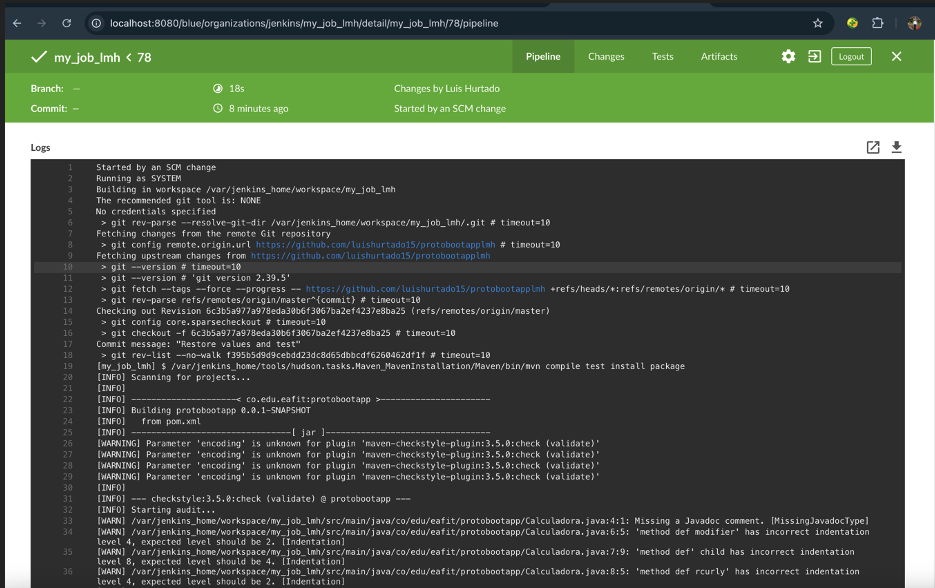 localhost:8080/blue/organizations/jenkins/my_job_lmh/detail/my_job_lmh/78/pipeline
my_job_lmh < 78
Pipeline
Changes
Tests
Artifacts
Logout
Branch: —
18s
Changes by Luis Hurtado
Commit: —
8 minutes ago
Started by an SCM change
Logs
1 Started by an SCM change
2 Running as SYSTEM
3 Building in workspace /var/jenkins_home/workspace/my_job_lmh
4 The recommended git tool is: NONE
5 No credentials specified
6 > git rev-parse --resolve-git-dir /var/jenkins_home/workspace/my_job_lmh/.git # timeout=10
7 Fetching changes from the remote Git repository
8 > git config remote.origin.url https://github.com/luishurtado15/protobootapplmh # timeout=10
9 Fetching upstream changes from https://github.com/luishurtado15/protobootapplmh
10 > git --version # timeout=10
11 > git --version # 'git version 2.39.5'
12 > git fetch --tags --force --progress -- https://github.com/luishurtado15/protobootapplmh +refs/heads/*:refs/remotes/origin/* # timeout=10
13 > git rev-parse refs/remotes/origin/master^{commit} # timeout=10
14 Checking out Revision 6c3b5a977a978eda30b6f3067ba2ef4237e8ba25 (refs/remotes/origin/master)
15 > git config core.sparsecheckout # timeout=10
16 > git checkout -f 6c3b5a977a978eda30b6f3067ba2ef4237e8ba25 # timeout=10
17 Commit message: "Restore values and test"
18 > git rev-list --no-walk f395b5d9d9cebdd23dc8d65dbbcdf6260462df1f # timeout=10
19 [my_job_lmh] $ /var/jenkins_home/tools/hudson.tasks.Maven_MavenInstallation/Maven/bin/mvn compile test install package
20 [INFO] Scanning for projects...
21 [INFO]
22 [INFO] ----------------------< co.edu.eafit:protobootapp >----------------------
23 [INFO] Building protobootapp 0.0.1-SNAPSHOT
24 [INFO]   from pom.xml
25 [INFO] --------------------------------[ jar ]---------------------------------
26 [WARNING] Parameter 'encoding' is unknown for plugin 'maven-checkstyle-plugin:3.5.0:check (validate)'
27 [WARNING] Parameter 'encoding' is unknown for plugin 'maven-checkstyle-plugin:3.5.0:check (validate)'
28 [WARNING] Parameter 'encoding' is unknown for plugin 'maven-checkstyle-plugin:3.5.0:check (validate)'
29 [WARNING] Parameter 'encoding' is unknown for plugin 'maven-checkstyle-plugin:3.5.0:check (validate)'
30 [INFO]
31 [INFO] --- checkstyle:3.5.0:check (validate) @ protobootapp ---
32 [INFO] Starting audit...
33 [WARN] /var/jenkins_home/workspace/my_job_lmh/src/main/java/co/edu/eafit/protobootapp/Calculadora.java:4:1: Missing a Javadoc comment. [MissingJavadocType]
34 [WARN] /var/jenkins_home/workspace/my_job_lmh/src/main/java/co/edu/eafit/protobootapp/Calculadora.java:6:5: 'method def modifier' has incorrect indentation
level 4, expected level should be 2. [Indentation]
35 [WARN] /var/jenkins_home/workspace/my_job_lmh/src/main/java/co/edu/eafit/protobootapp/Calculadora.java:7:9: 'method def' child has incorrect indentation
level 8, expected level should be 4. [Indentation]
36 [WARN] /var/jenkins_home/workspace/my_job_lmh/src/main/java/co/edu/eafit/protobootapp/Calculadora.java:8:5: 'method def rcurly' has incorrect indentation
level 4, expected level should be 2. [Indentation]